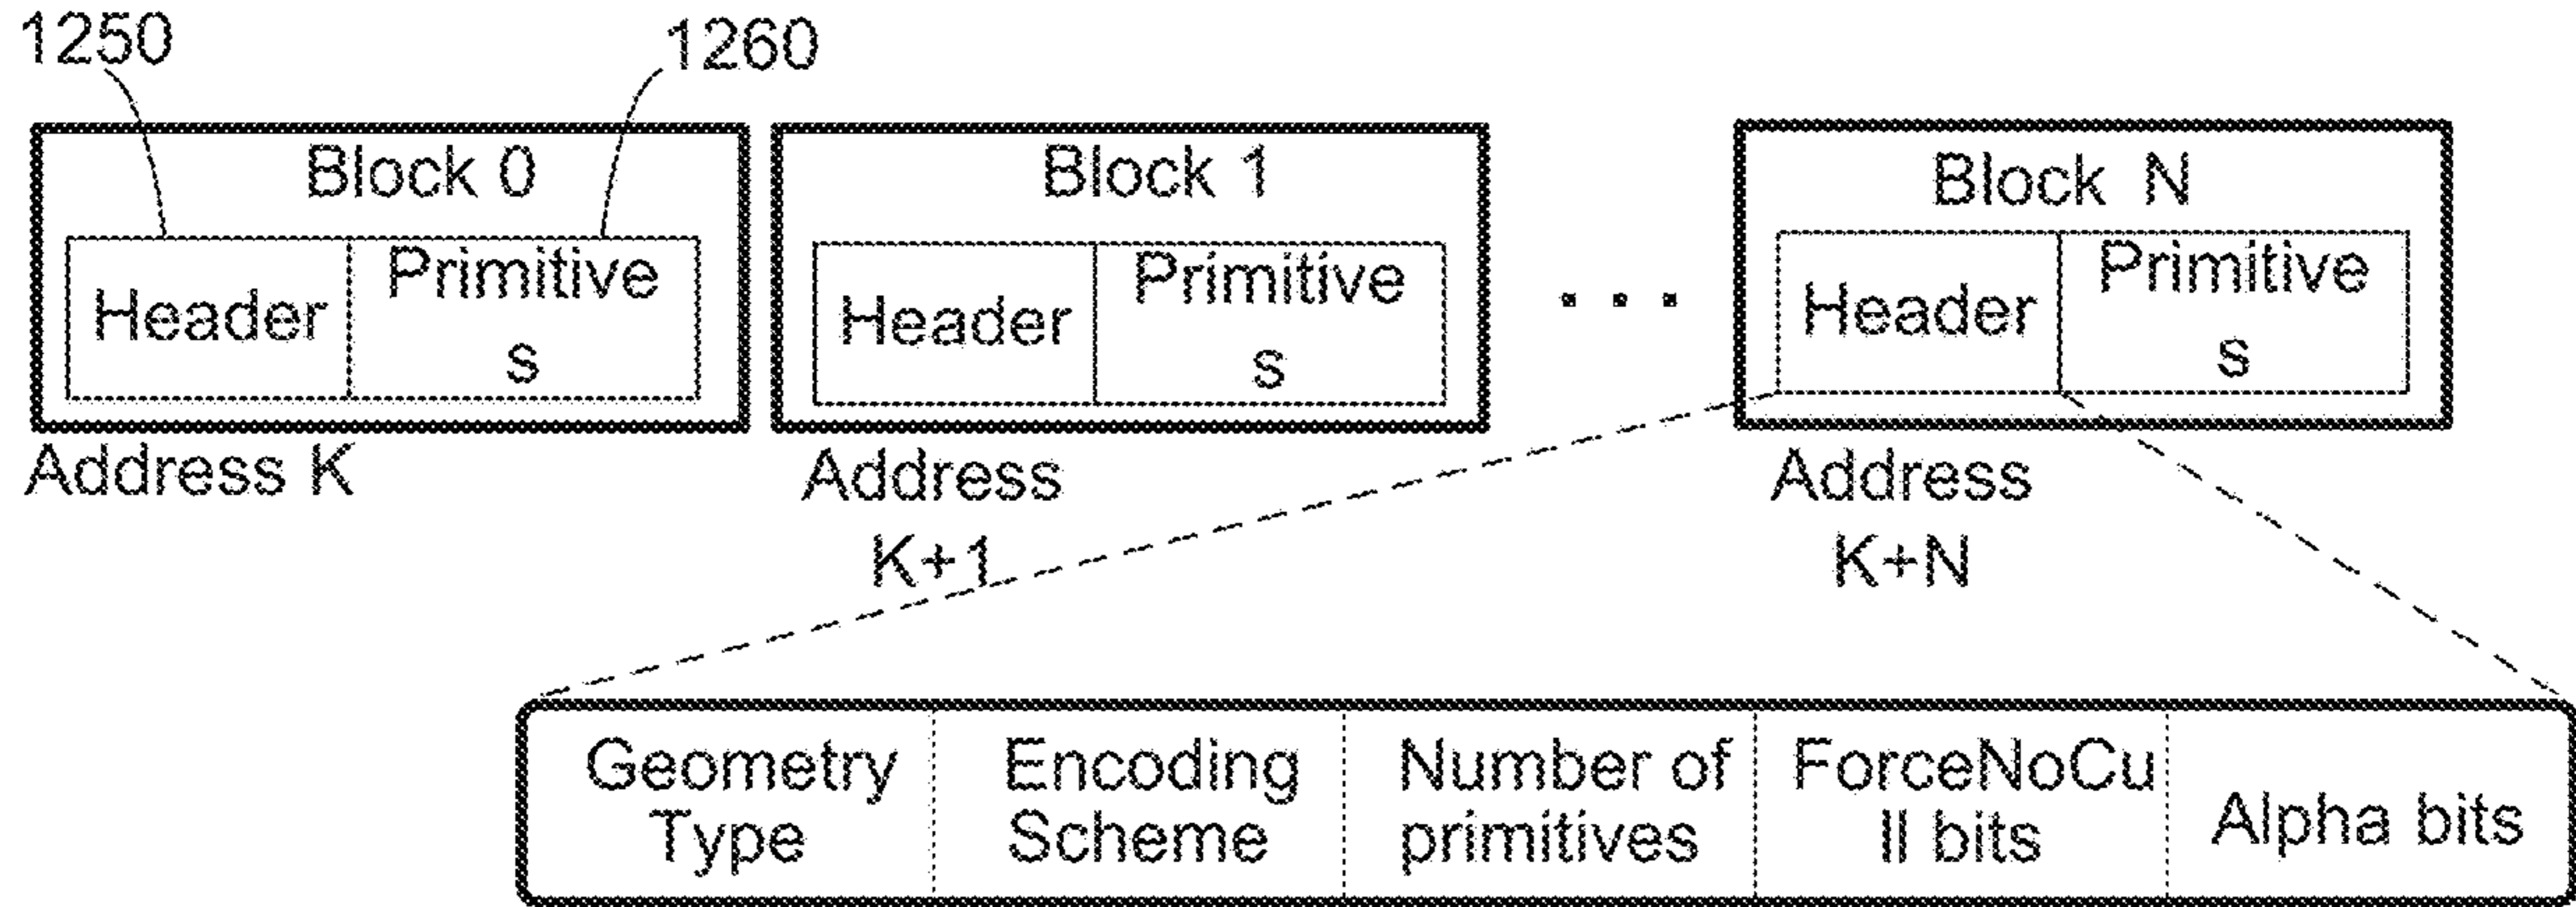 1250
1260
Block 0
Header
Primitive
s
Address K
Block 1
Header
Primitive
s
Address
K+1
. . .
Block N
Header
Primitive
s
Address
K+N
Geometry
Type
Encoding
Scheme
Number of
primitives
ForceNoCu
ll bits
Alpha bits